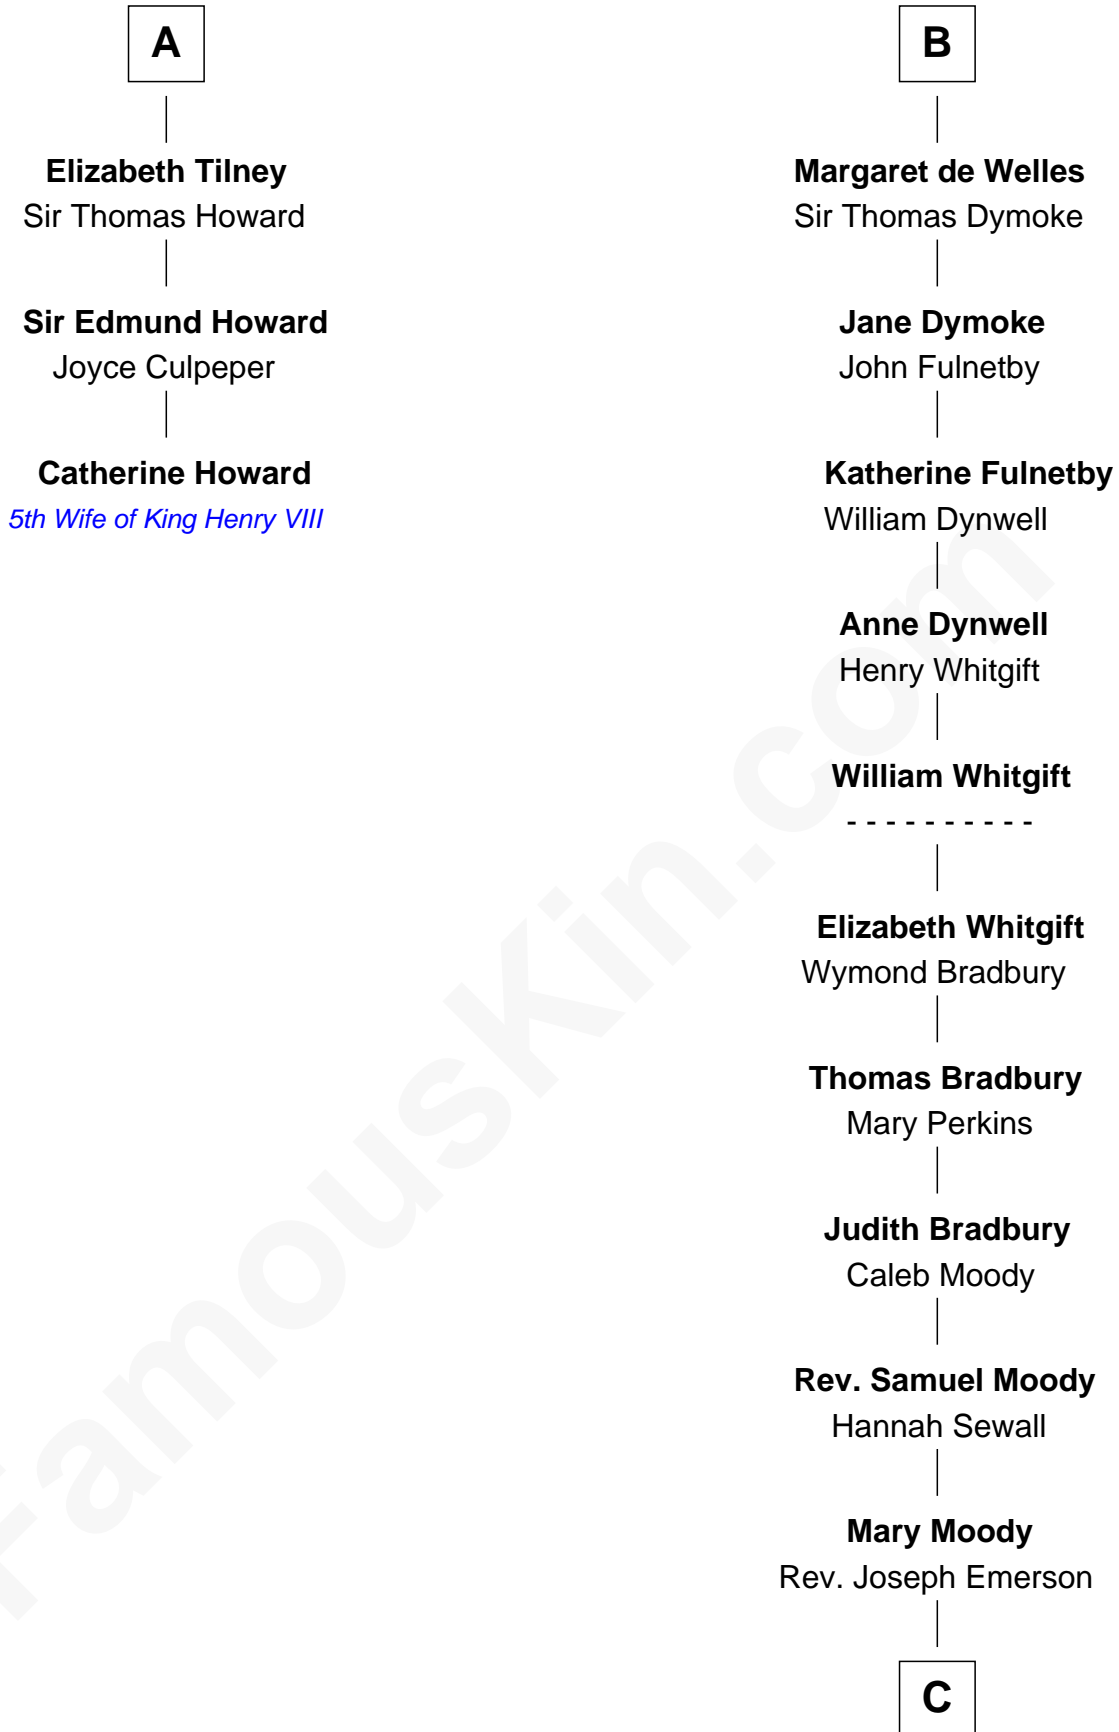 A
Elizabeth Tilney
Sir Thomas Howard
Sir Edmund Howard
Joyce Culpeper
Catherine Howard
5th Wife of King Henry VIII
B
Margaret de Welles
Sir Thomas Dymoke
Jane Dymoke
John Fulnetby
Katherine Fulnetby
William Dynwell
Anne Dynwell
Henry Whitgift
William Whitgift
- - - - - - - - - -
Elizabeth Whitgift
Wymond Bradbury
Thomas Bradbury
Mary Perkins
Judith Bradbury
Caleb Moody
Rev. Samuel Moody
Hannah Sewall
Mary Moody
Rev. Joseph Emerson
C
FamousKin.com